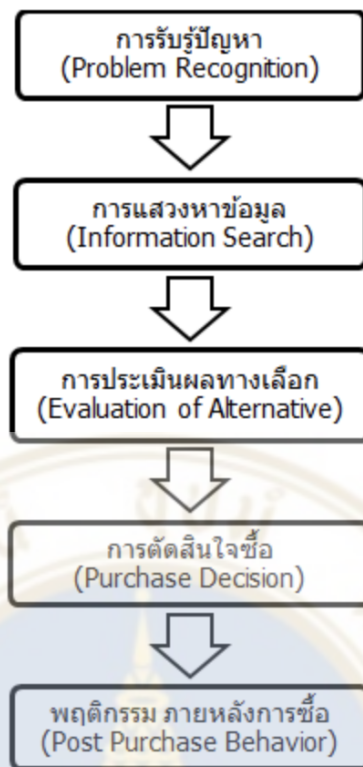 การรับรู้ปัญหา
(Problem Recognition)
การแสวงหาข้อมูล
(Information Search)
การประเมินผลทางเลือก
(Evaluation of Alternative)
การตัดสินใจซื้อ
(Purchase Decision)
พฤติกรรม ภายหลังการซื้อ
(Post Purchase Behavior)